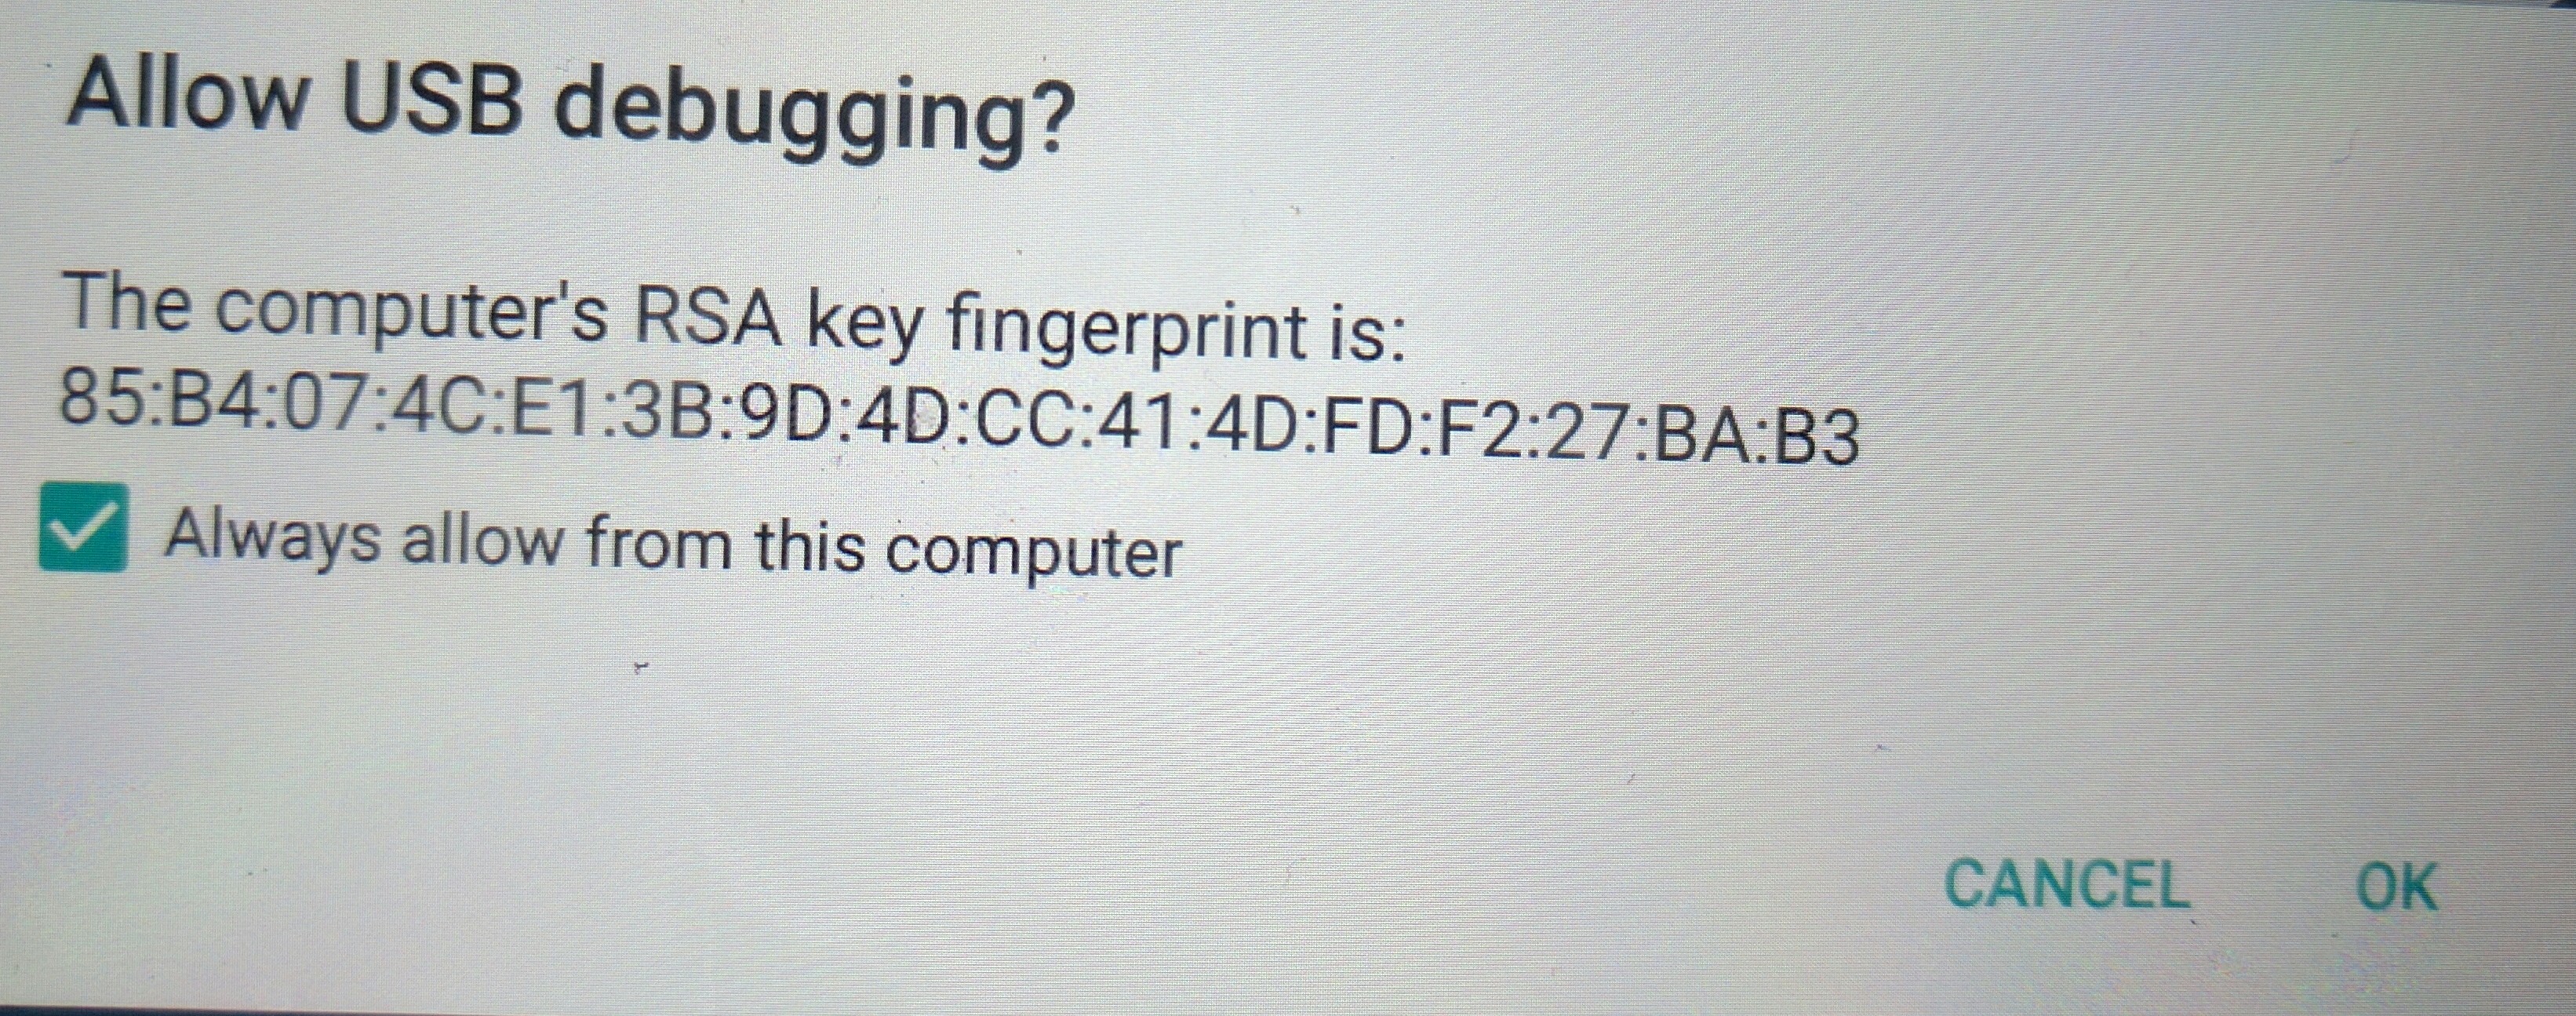 Allow USB debugging?
The computer's RSA key fingerprint is:
85:B4:07:4C:E1:3B:9D:4D:CC:41:4D:FD:F2:27:BA:B3
Always allow from this computer
CANCEL OK